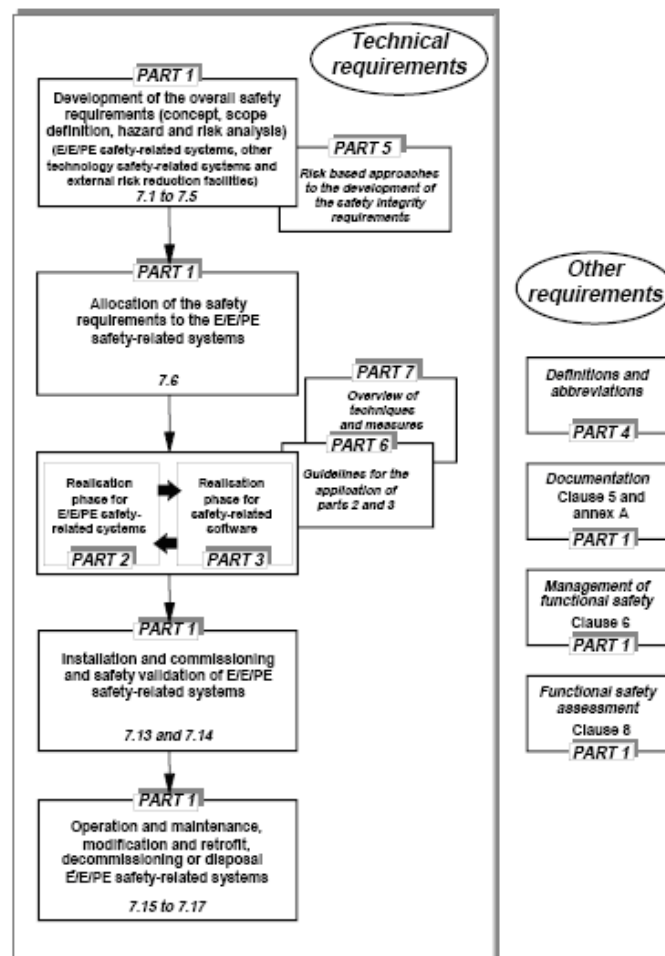 Technical
requirements
PART 1
Development of the overall safety
requirements (concept, scope
definition, hazard and risk analysis)
(E/E/PE safety-related systems, other
technology safety-related systems and
external risk reduction facilities)
7.1 to 7.5
PART 5
Risk based approaches
to the development of
the safety integrity
requirements
PART 1
Allocation of the safety
requirements to the E/E/PE
safety-related systems
7.6
PART 7
Overview of
techniques
and measures
PART 6
Guidelines for the
application of
parts 2 and 3
Realisation
phase for
E/E/PE safety-
related systems
PART 2
Realisation
phase for
safety-related
software
PART 3
PART 1
Installation and commissioning
and safety validation of E/E/PE
safety-related systems
7.13 and 7.14
PART 1
Operation and maintenance,
modification and retrofit,
decommissioning or disposal
E/E/PE safety-related systems
7.15 to 7.17
Other
requirements
Definitions and
abbreviations
PART 4
Documentation
Clause 5 and
annex A
PART 1
Management of
functional safety
Clause 6
PART 1
Functional safety
assessment
Clause 8
PART 1